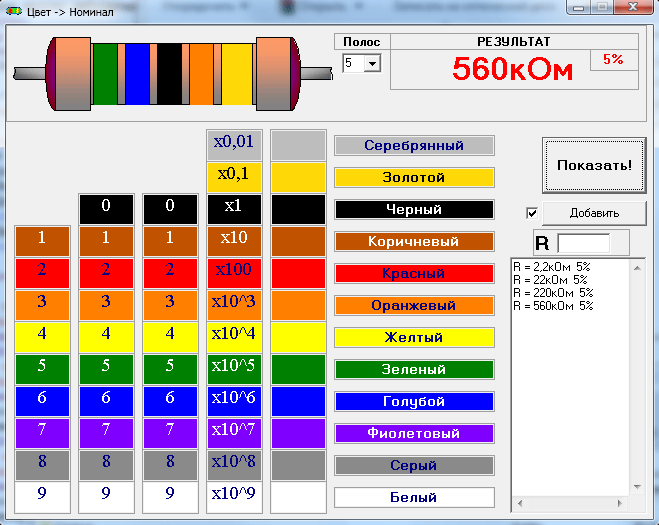 Цвет -> Номинал
Полос
5
РЕЗУЛЬТАТ
560кОм
5%
x0,01
Серебрянный
x0,1
Золотой
0 0 x1
Черный
1 1 1 x10
Коричневый
2 2 2 x100
Красный
3 3 3 x10^3
Оранжевый
4 4 4 x10^4
Желтый
5 5 5 x10^5
Зеленый
6 6 6 x10^6
Голубой
7 7 7 x10^7
Фиолетовый
8 8 8 x10^8
Серый
9 9 9 x10^9
Белый
Показать!
Добавить
R
R = 2,2кОм 5%
R = 22кОм 5%
R = 220кОм 5%
R = 560кОм 5%